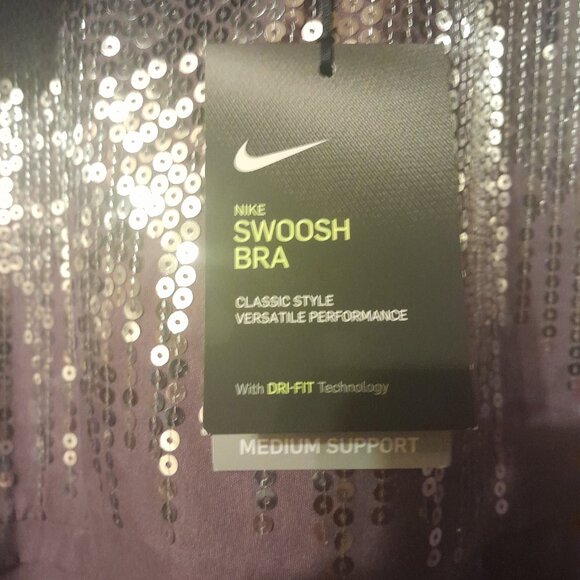 NIKE
SWOOSH
BRA
CLASSIC STYLE
VERSATILE PERFORMANCE
With DRI-FIT Technology
MEDIUM SUPPORT